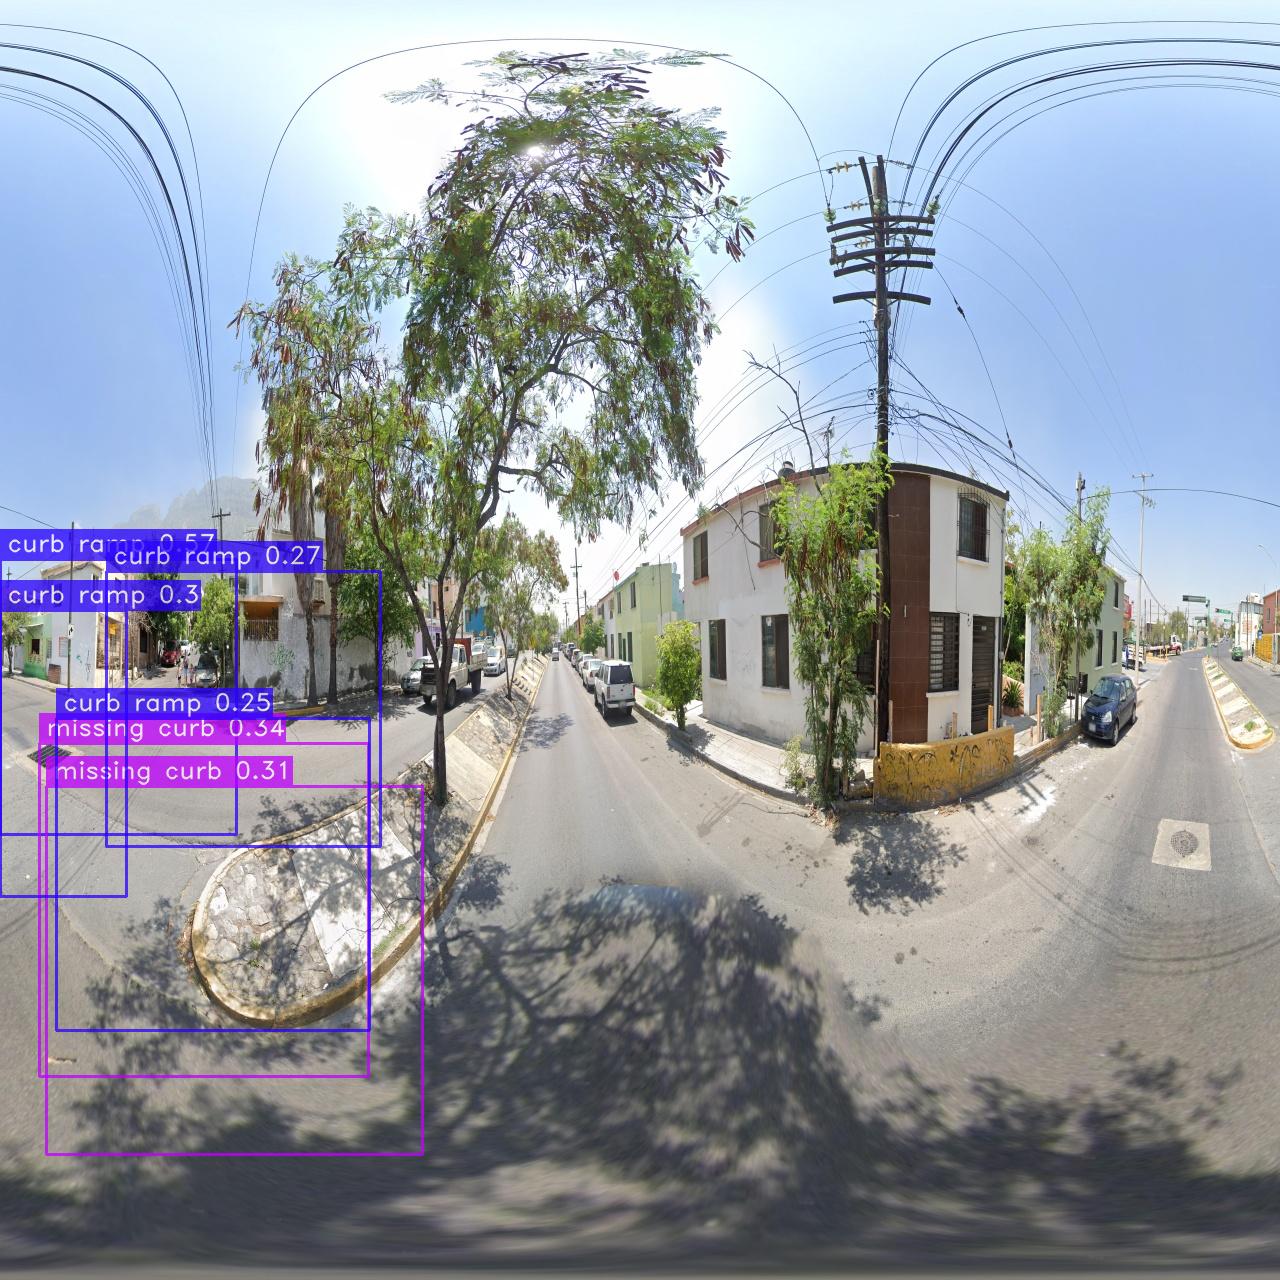 curb ramp 0.57
curb ramp 0.27
curb ramp 0.3
curb ramp 0.25
missing curb 0.34
missing curb 0.31